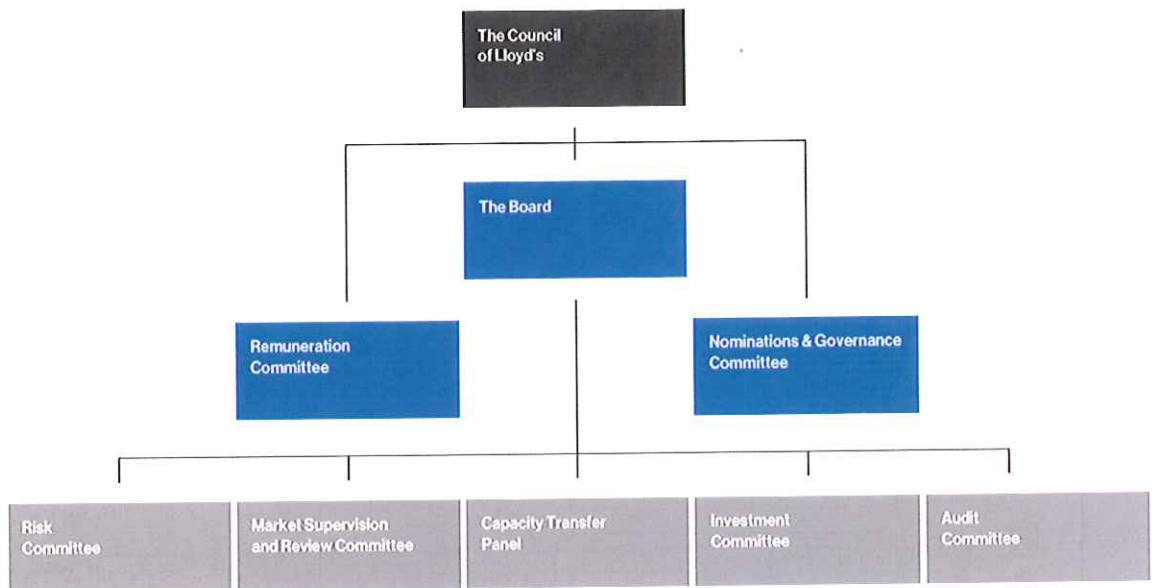 The Council
of Lloyd's
The Board
Remuneration
Committee
Nominations & Governance
Committee
Risk
Committee
Market Supervision
and Review Committee
Capacity Transfer
Panel
Investment
Committee
Audit
Committee